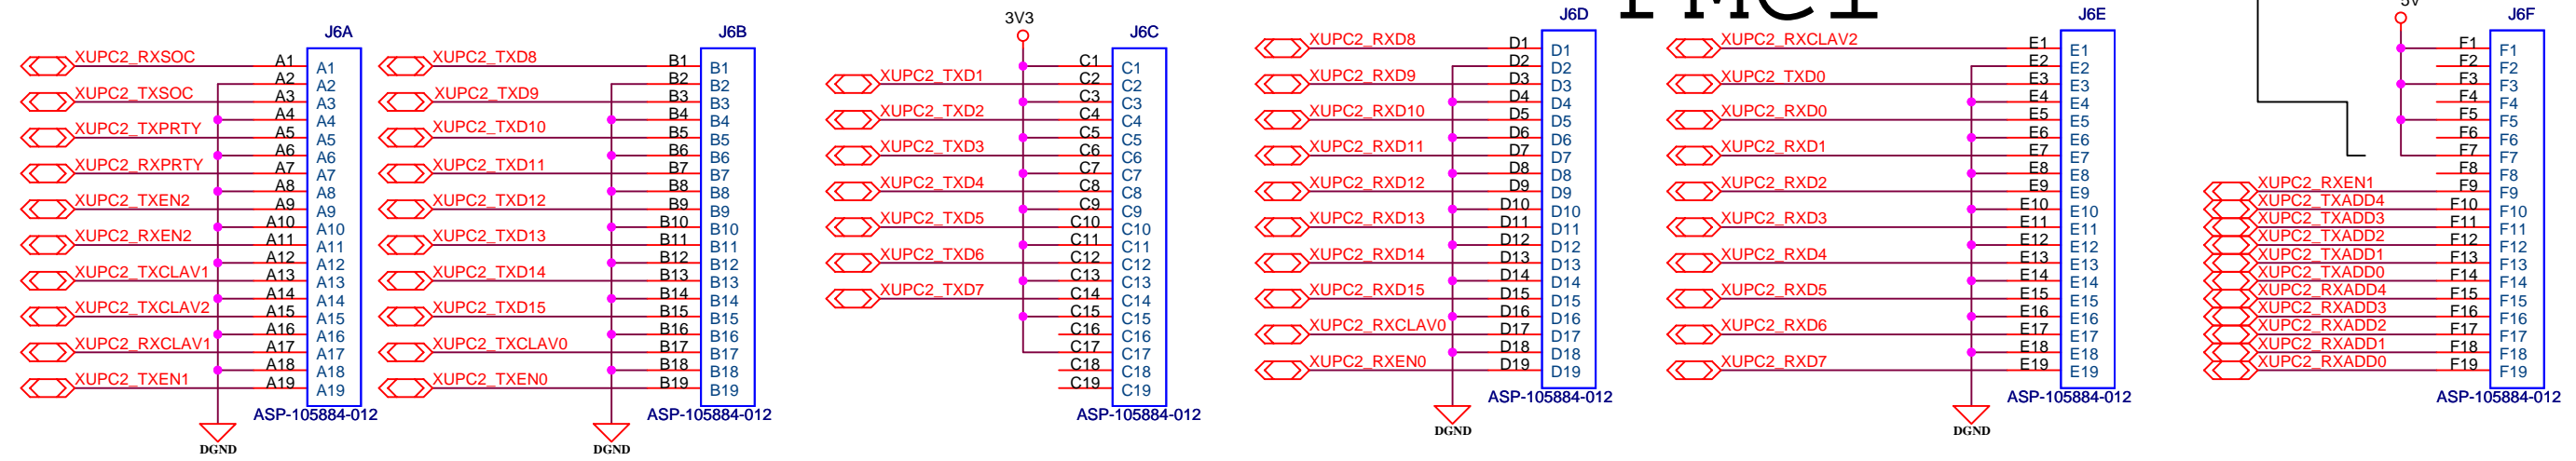 PMC1
3V3
5V
J6A
XUPC2_RXSOC A1 A1
A2 A2
XUPC2_TXSOC A3 A3
A4 A4
XUPC2_TXPRTY A5 A5
A6 A6
XUPC2_RXPRTY A7 A7
A8 A8
XUPC2_TXEN2 A9 A9
A10 A10
XUPC2_RXEN2 A11 A11
A12 A12
XUPC2_TXCLAV1 A13 A13
A14 A14
XUPC2_TXCLAV2 A15 A15
A16 A16
XUPC2_RXCLAV1 A17 A17
A18 A18
XUPC2_TXEN1 A19 A19
ASP-105884-012
DGND
J6B
XUPC2_TXD8 B1 B1
B2 B2
XUPC2_TXD9 B3 B3
B4 B4
XUPC2_TXD10 B5 B5
B6 B6
XUPC2_TXD11 B7 B7
B8 B8
XUPC2_TXD12 B9 B9
B10 B10
XUPC2_TXD13 B11 B11
B12 B12
XUPC2_TXD14 B13 B13
B14 B14
XUPC2_TXD15 B15 B15
B16 B16
XUPC2_TXCLAV0 B17 B17
B18 B18
XUPC2_TXEN0 B19 B19
ASP-105884-012
DGND
J6C
C1 C1
XUPC2_TXD1 C2 C2
C3 C3
XUPC2_TXD2 C4 C4
C5 C5
XUPC2_TXD3 C6 C6
C7 C7
XUPC2_TXD4 C8 C8
C9 C9
XUPC2_TXD5 C10 C10
C11 C11
XUPC2_TXD6 C12 C12
C13 C13
XUPC2_TXD7 C14 C14
C15 C15
C16 C16
C17 C17
C18 C18
C19 C19
ASP-105884-012
J6D
XUPC2_RXD8 D1 D1
D2 D2
XUPC2_RXD9 D3 D3
D4 D4
XUPC2_RXD10 D5 D5
D6 D6
XUPC2_RXD11 D7 D7
D8 D8
XUPC2_RXD12 D9 D9
D10 D10
XUPC2_RXD13 D11 D11
D12 D12
XUPC2_RXD14 D13 D13
D14 D14
XUPC2_RXD15 D15 D15
D16 D16
XUPC2_RXCLAV0 D17 D17
D18 D18
XUPC2_RXEN0 D19 D19
ASP-105884-012
DGND
J6E
XUPC2_RXCLAV2 E1 E1
E2 E2
XUPC2_TXD0 E3 E3
E4 E4
XUPC2_RXD0 E5 E5
E6 E6
XUPC2_RXD1 E7 E7
E8 E8
XUPC2_RXD2 E9 E9
E10 E10
XUPC2_RXD3 E11 E11
E12 E12
XUPC2_RXD4 E13 E13
E14 E14
XUPC2_RXD5 E15 E15
E16 E16
XUPC2_RXD6 E17 E17
E18 E18
XUPC2_RXD7 E19 E19
ASP-105884-012
DGND
J6F
F1 F1
F2 F2
F3 F3
F4 F4
F5 F5
F6 F6
F7 F7
F8 F8
XUPC2_RXEN1 F9 F9
XUPC2_TXADD4 F10 F10
XUPC2_TXADD3 F11 F11
XUPC2_TXADD2 F12 F12
XUPC2_TXADD1 F13 F13
XUPC2_TXADD0 F14 F14
XUPC2_RXADD4 F15 F15
XUPC2_RXADD3 F16 F16
XUPC2_RXADD2 F17 F17
XUPC2_RXADD1 F18 F18
XUPC2_RXADD0 F19 F19
ASP-105884-012